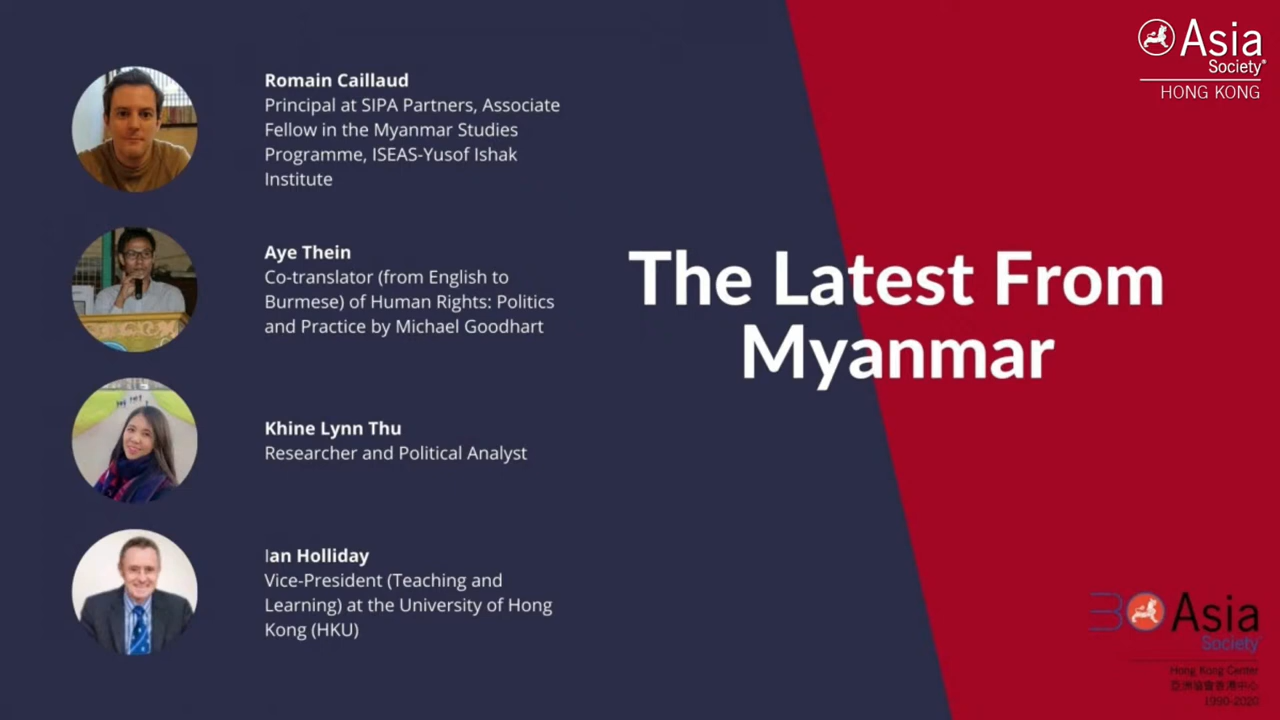 Romain Caillaud
Principal at SIPA Partners, Associate
Fellow in the Myanmar Studies
Programme, ISEAS-Yusof Ishak
Institute
Aye Thein
Co-translator (from English to
Burmese) of Human Rights: Politics
and Practice by Michael Goodhart
Khine Lynn Thu
Researcher and Political Analyst
Ian Holliday
Vice-President (Teaching and
Learning) at the University of Hong
Kong (HKU)
The Latest From
Myanmar
Asia
Society®
HONG KONG
30 Asia
Society
Hong Kong Center
亞洲協會香港中心
1990-2020